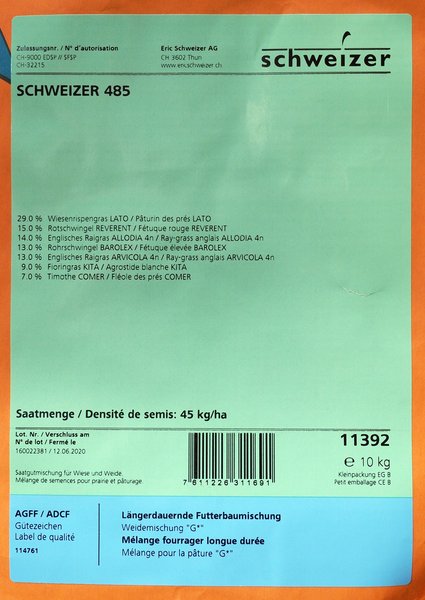 Zulassungsnr. / N° d'autorisation
CH-9000 EDSP // SFSP
CH-32215
Eric Schweizer AG
CH 3602 Thun
www.ericschweizer.ch
schweizer
SCHWEIZER 485
29.0 % Wiesenrispengras LATO / Pâturin des prés LATO
15.0 % Rotschwingel REVERENT / Fétuque rouge REVERENT
14.0 % Englisches Raigras ALLODIA 4n / Ray-grass anglais ALLODIA 4n
13.0 % Rohrschwingel BAROLEX / Fétuque élevée BAROLEX
13.0 % Englisches Raigras ARVICOLA 4n / Ray-grass anglais ARVICOLA 4n
9.0 % Fioringras KITA / Agrostide blanche KITA
7.0 % Timothe COMER / Fléole des prés COMER
Saatmenge / Densité de semis: 45 kg/ha
Lot. Nr. / Verschluss am
N° de lot / Fermé le
160022381 / 12.06.2020
Saatgutmischung für Wiese und Weide.
Mélange de semences pour prairie et pâturage.
7 611226 311691
11392
℮ 10 kg
Kleinpackung EG B
Petit emballage CE B
AGFF / ADCF
Gütezeichen
Label de qualité
114761
Längerdauernde Futterbaumischung
Weidemischung "G*"
Mélange fourrager longue durée
Mélange pour la pâture "G*"